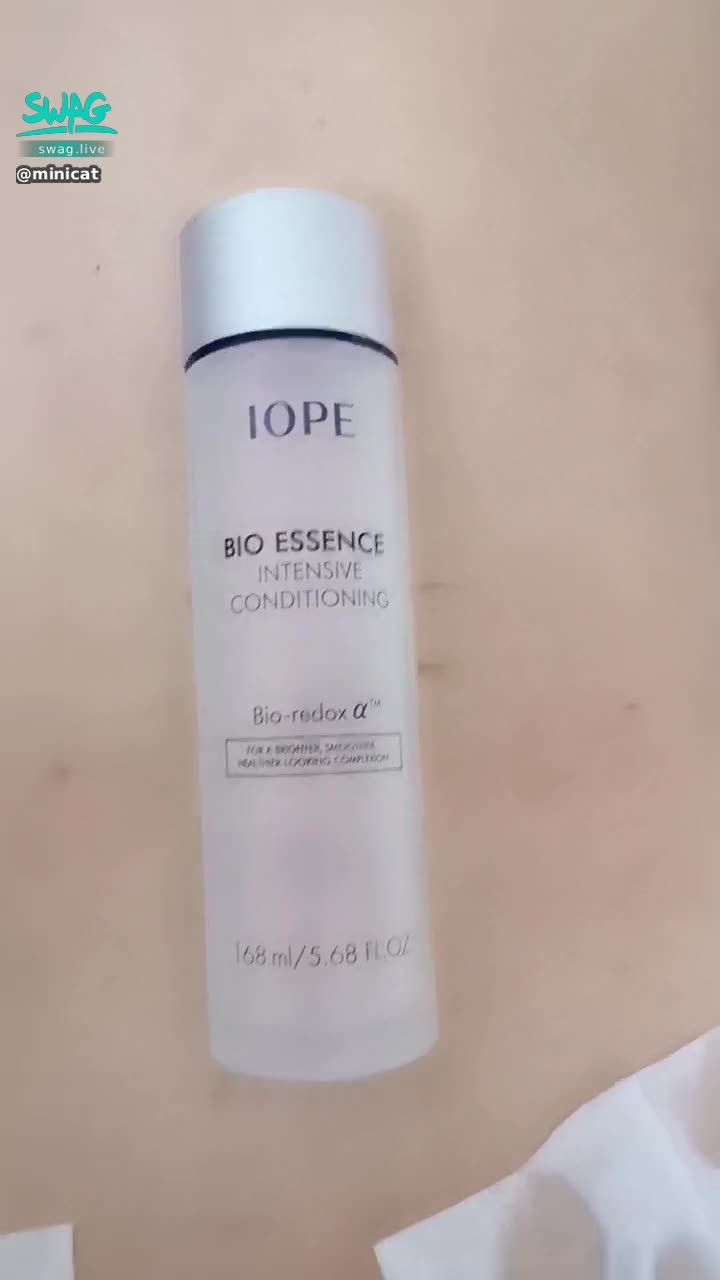 SWAG
swag.live
@minicat
IOPE
BIO ESSENCE
INTENSIVE
CONDITIONING
Bio-redox α™
FOR A BRIGHTER, SMOOTHER
HEALTHIER LOOKING COMPLEXION
168 ml/5.68 FL.OZ